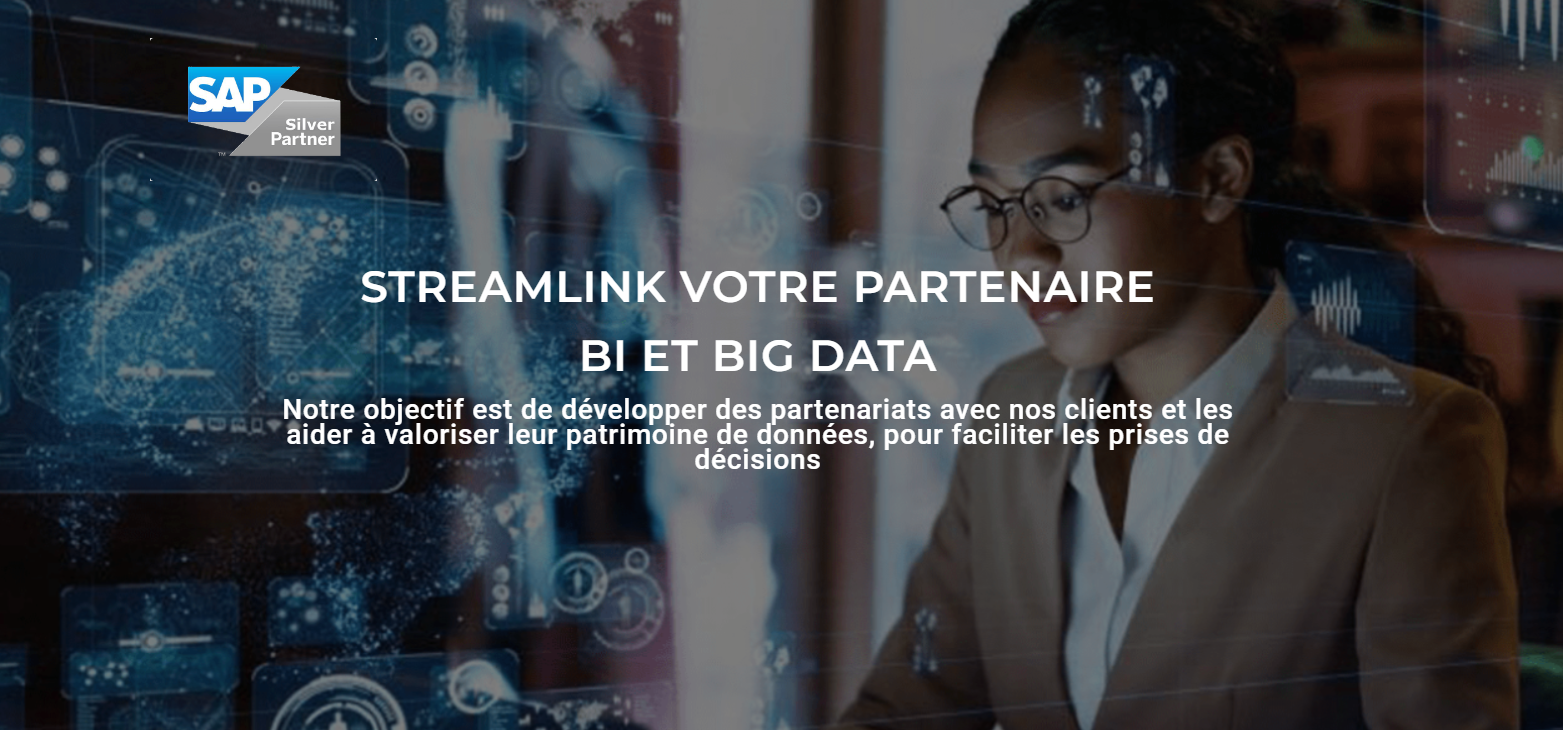 SAP
Silver
Partner
TM
STREAMLINK VOTRE PARTENAIRE
BI ET BIG DATA
Notre objectif est de développer des partenariats avec nos clients et les
aider à valoriser leur patrimoine de données, pour faciliter les prises de
décisions